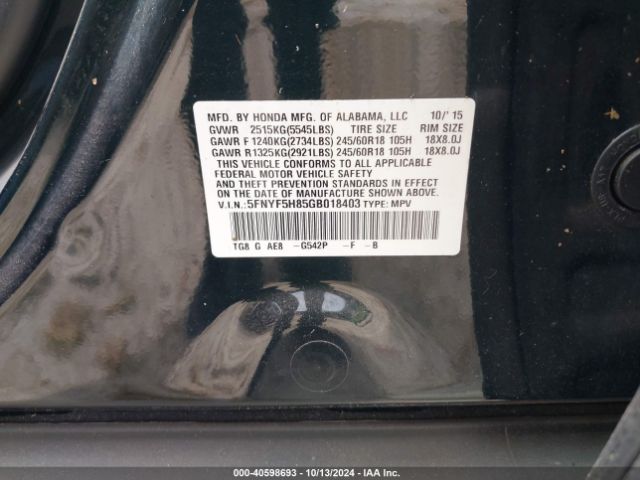 MFD. BY HONDA MFG. OF ALABAMA, LLC 10/'15
GVWR 2515KG(5545LBS) TIRE SIZE RIM SIZE
GAWR F 1240KG(2734LBS) 245/60R18 105H 18X8.0J
GAWR R1325KG(2921LBS) 245/60R18 105H 18X8.0J
THIS VEHICLE CONFORMS TO ALL APPLICABLE
FEDERAL MOTOR VEHICLE SAFETY
AND THEFT PREVENTION STANDARDS IN EFFECT
ON THE DATE OF MANUFACTURE SHOWN ABOVE.
V.I.N.:5FNYF5H85GB018403 TYPE: MPV
TG8 G AE8 -G542P -F -B
000-40598693 | 10/13/2024 | IAA Inc.